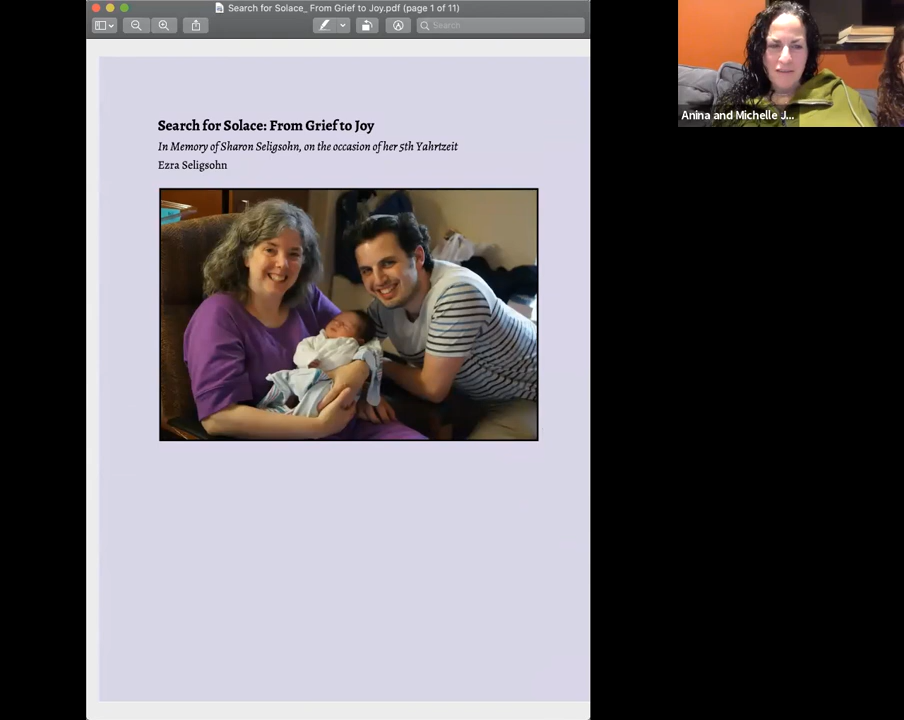 Search for Solace_ From Grief to Joy.pdf (page 1 of 11)
Search
Search for Solace: From Grief to Joy
In Memory of Sharon Seligsohn, on the occasion of her 5th Yahrtzeit
Ezra Seligsohn
Anina and Michelle J...